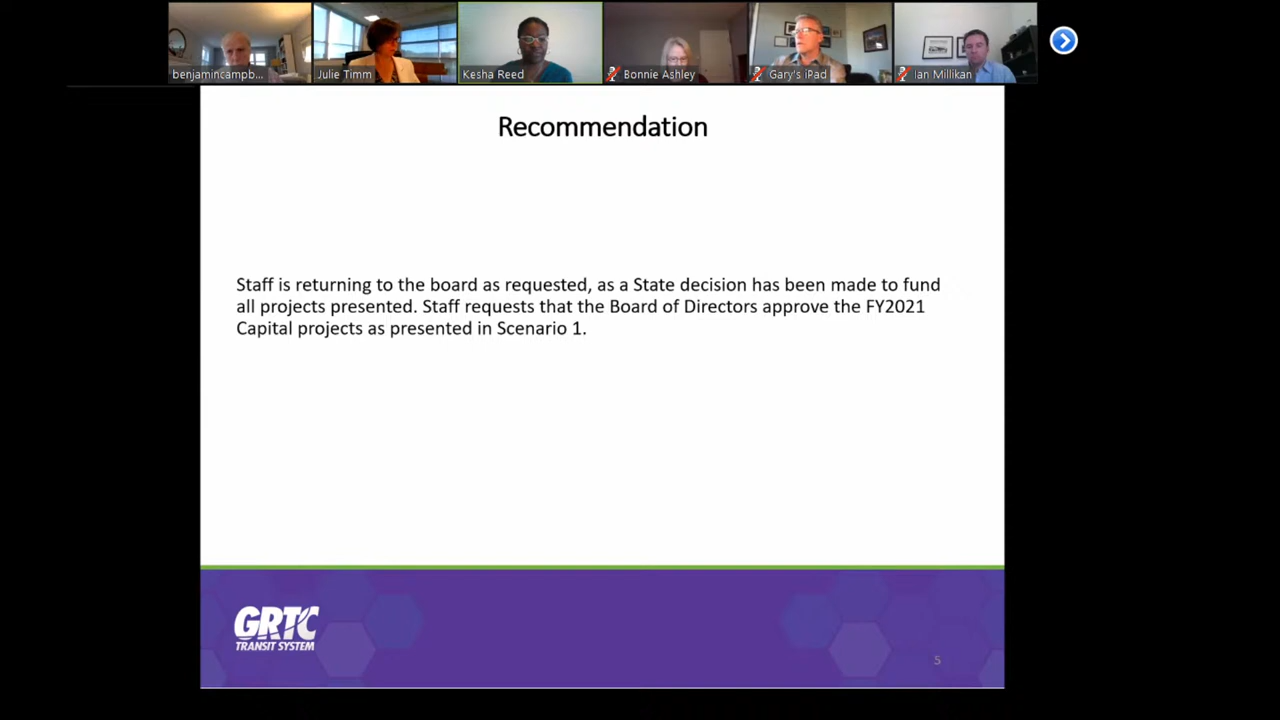 benjamincampb...
Julie Timm
Kesha Reed
Bonnie Ashley
Gary's iPad
Ian Millikan
Recommendation
Staff is returning to the board as requested, as a State decision has been made to fund
all projects presented. Staff requests that the Board of Directors approve the FY2021
Capital projects as presented in Scenario 1.
GRTC
TRANSIT SYSTEM
5